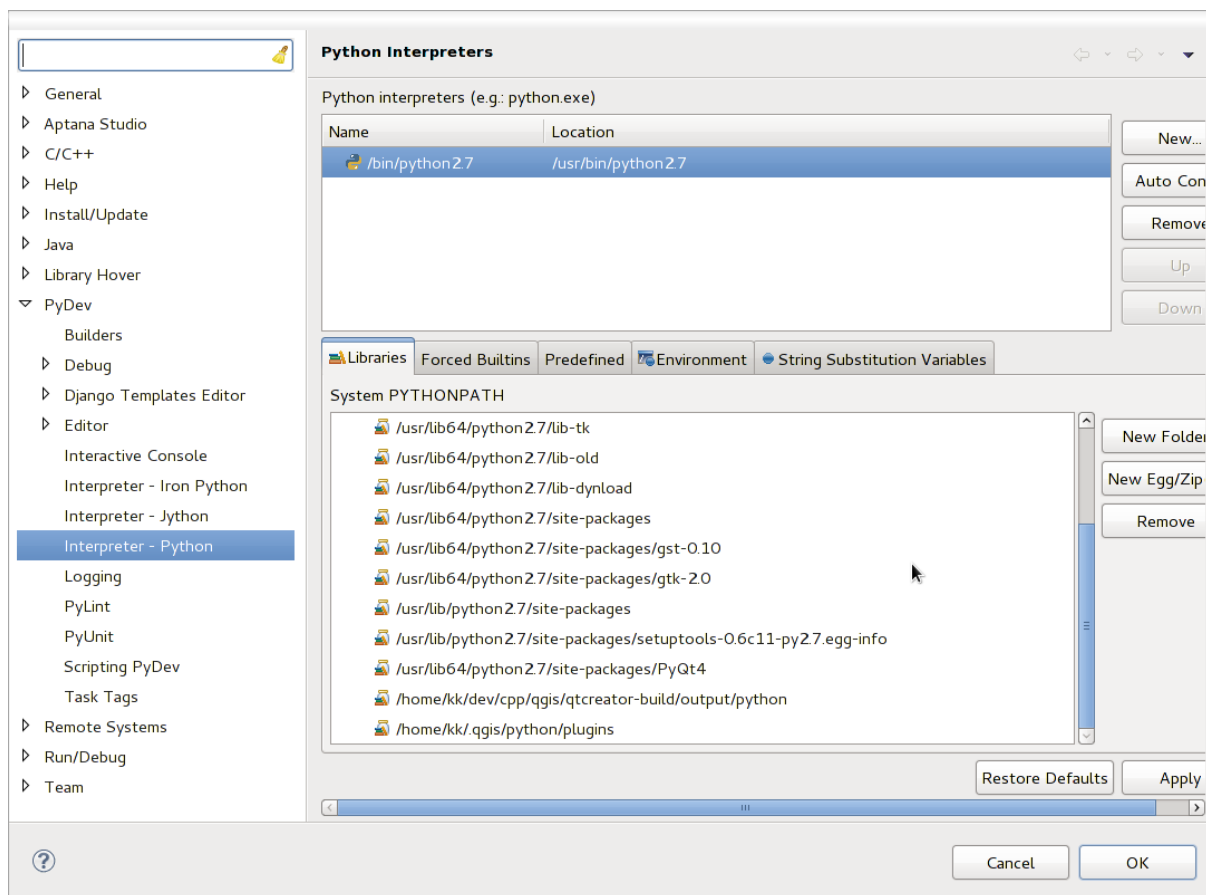 Python Interpreters
General
Aptana Studio
C/C++
Help
Install/Update
Java
Library Hover
PyDev
Builders
Debug
Django Templates Editor
Editor
Interactive Console
Interpreter - Iron Python
Interpreter - Jython
Interpreter - Python
Logging
PyLint
PyUnit
Scripting PyDev
Task Tags
Remote Systems
Run/Debug
Team
Python interpreters (e.g.: python.exe)
Name Location
/bin/python2.7 /usr/bin/python2.7
New...
Auto Con
Remove
Up
Down
Libraries Forced Builtins Predefined Environment String Substitution Variables
System PYTHONPATH
/usr/lib64/python2.7/lib-tk
/usr/lib64/python2.7/lib-old
/usr/lib64/python2.7/lib-dynload
/usr/lib64/python2.7/site-packages
/usr/lib64/python2.7/site-packages/gst-0.10
/usr/lib64/python2.7/site-packages/gtk-2.0
/usr/lib/python2.7/site-packages
/usr/lib/python2.7/site-packages/setuptools-0.6c11-py2.7.egg-info
/usr/lib64/python2.7/site-packages/PyQt4
/home/kk/dev/cpp/qgis/qtcreator-build/output/python
/home/kk/.qgis/python/plugins
New Folder
New Egg/Zip
Remove
Restore Defaults Apply
Cancel OK